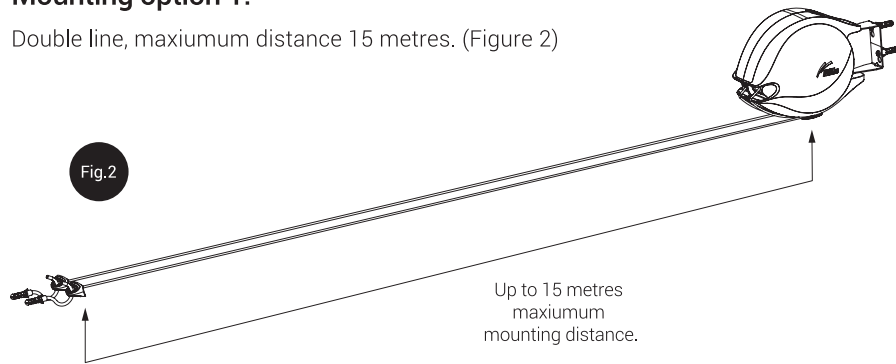 Mounting option 1:
Double line, maxiumum distance 15 metres. (Figure 2)
Fig.2
Up to 15 metres
maxiumum
mounting distance.